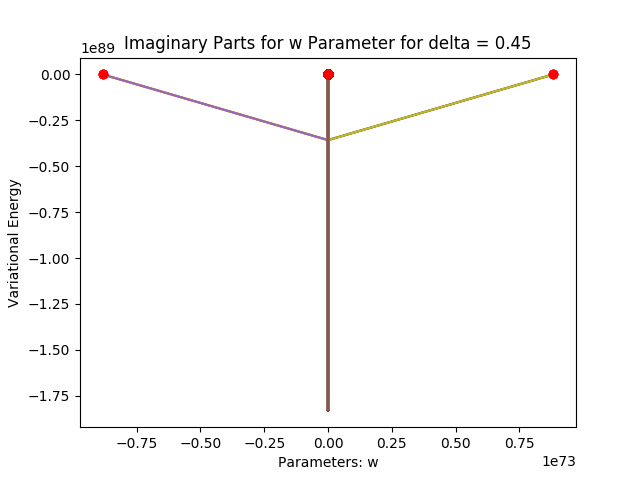 Imaginary Parts for w Parameter for delta = 0.45
1e89
0.00
−0.25
−0.50
−0.75
−1.00
−1.25
−1.50
−1.75
Variational Energy
−0.75 −0.50 −0.25 0.00 0.25 0.50 0.75
1e73
Parameters: w